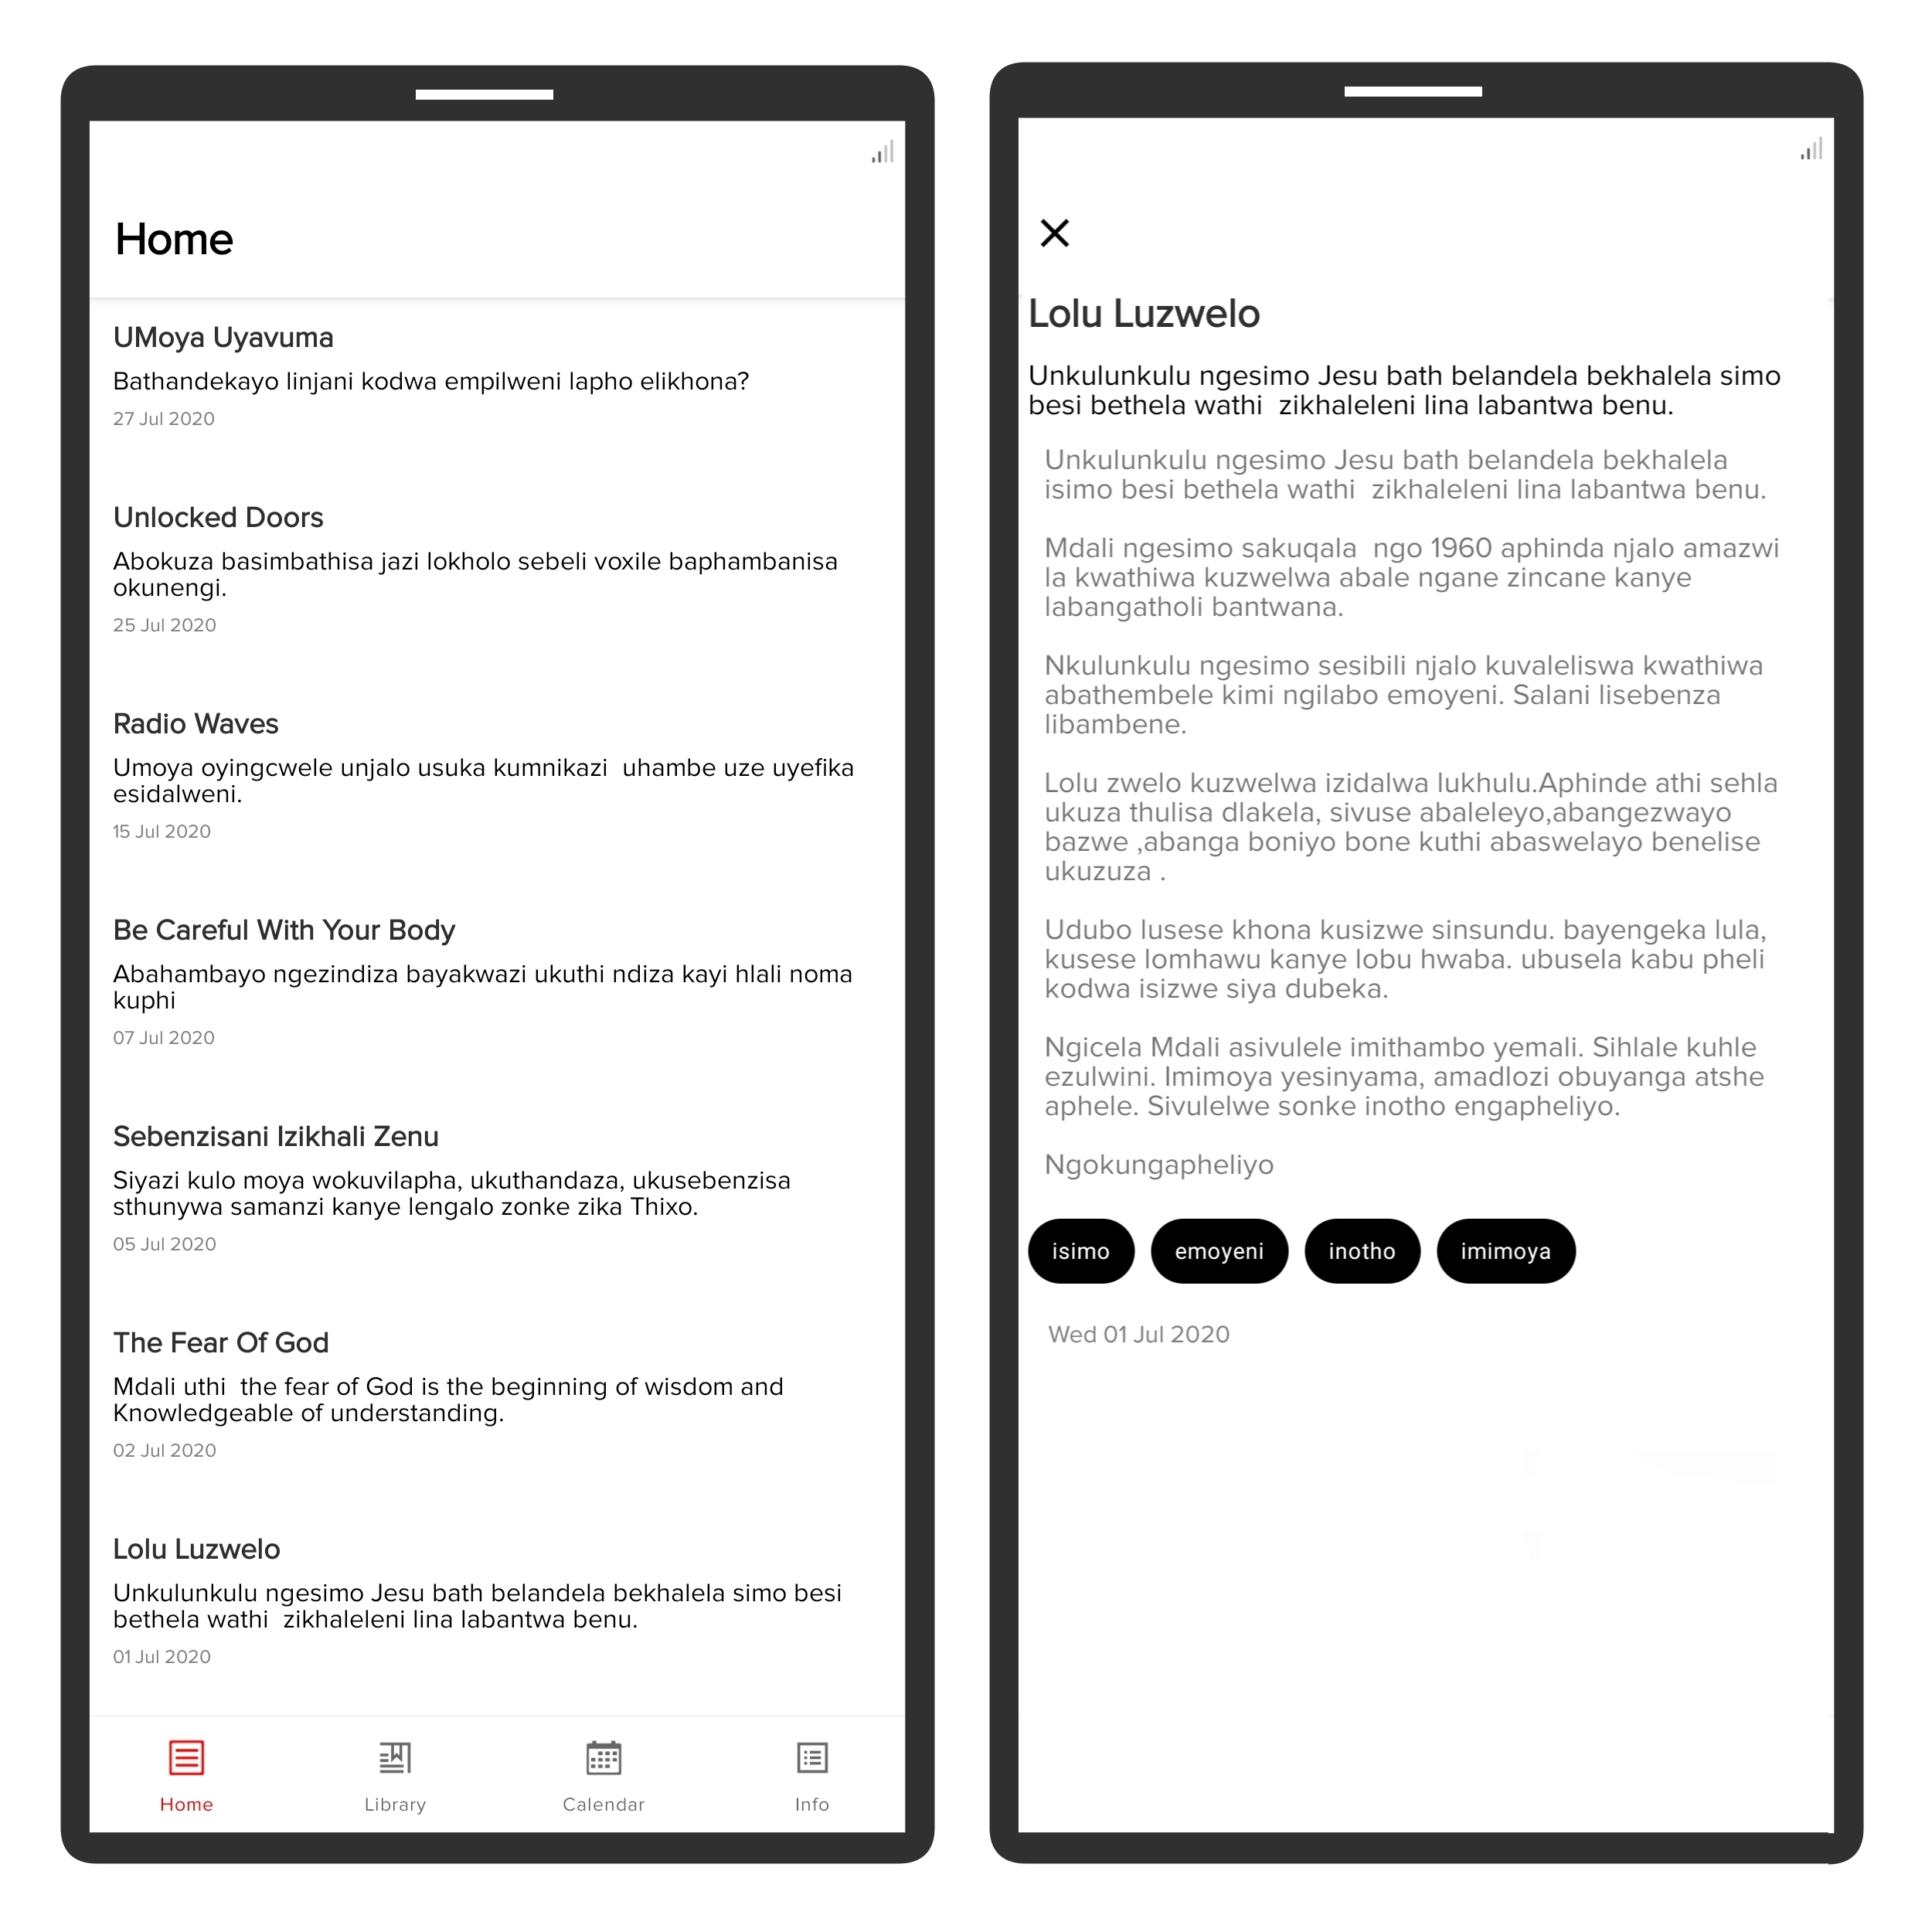 Home
UMoya Uyavuma
Bathandekayo linjani kodwa empilweni lapho elikhona?
27 Jul 2020
Unlocked Doors
Abokuza basimbathisa jazi lokholo sebeli voxile baphambanisa
okunengi.
25 Jul 2020
Radio Waves
Umoya oyingcwele unjalo usuka kumnikazi  uhambe uze uyefika
esidalweni.
15 Jul 2020
Be Careful With Your Body
Abahambayo ngezindiza bayakwazi ukuthi ndiza kayi hlali noma
kuphi
07 Jul 2020
Sebenzisani Izikhali Zenu
Siyazi kulo moya wokuvilapha, ukuthandaza, ukusebenzisa
sthunywa samanzi kanye lengalo zonke zika Thixo.
05 Jul 2020
The Fear Of God
Mdali uthi  the fear of God is the beginning of wisdom and
Knowledgeable of understanding.
02 Jul 2020
Lolu Luzwelo
Unkulunkulu ngesimo Jesu bath belandela bekhalela simo besi
bethela wathi  zikhaleleni lina labantwa benu.
01 Jul 2020
Home
Library
Calendar
Info
Lolu Luzwelo
Unkulunkulu ngesimo Jesu bath belandela bekhalela simo
besi bethela wathi  zikhaleleni lina labantwa benu.
Unkulunkulu ngesimo Jesu bath belandela bekhalela
isimo besi bethela wathi  zikhaleleni lina labantwa benu.
Mdali ngesimo sakuqala  ngo 1960 aphinda njalo amazwi
la kwathiwa kuzwelwa abale ngane zincane kanye
labangatholi bantwana.
Nkulunkulu ngesimo sesibili njalo kuvaleliswa kwathiwa
abathembele kimi ngilabo emoyeni. Salani lisebenza
libambene.
Lolu zwelo kuzwelwa izidalwa lukhulu.Aphinde athi sehla
ukuza thulisa dlakela, sivuse abaleleyo,abangezwayo
bazwe ,abanga boniyo bone kuthi abaswelayo benelise
ukuzuza .
Udubo lusese khona kusizwe sinsundu. bayengeka lula,
kusese lomhawu kanye lobu hwaba. ubusela kabu pheli
kodwa isizwe siya dubeka.
Ngicela Mdali asivulele imithambo yemali. Sihlale kuhle
ezulwini. Imimoya yesinyama, amadlozi obuyanga atshe
aphele. Sivulelwe sonke inotho engapheliyo.
Ngokungapheliyo
isimo
emoyeni
inotho
imimoya
Wed 01 Jul 2020